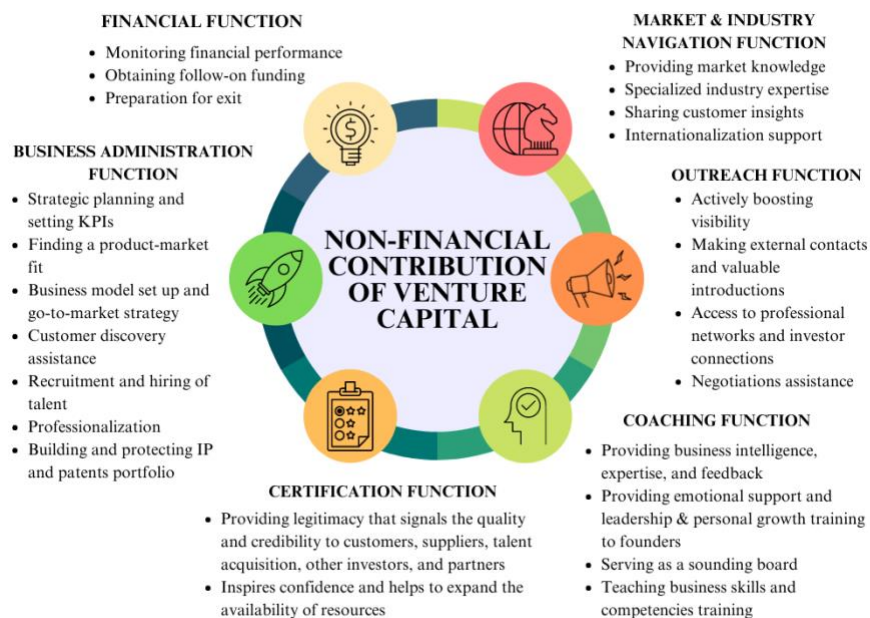 FINANCIAL FUNCTION
• Monitoring financial performance
• Obtaining follow-on funding
• Preparation for exit
MARKET & INDUSTRY
NAVIGATION FUNCTION
• Providing market knowledge
• Specialized industry expertise
• Sharing customer insights
• Internationalization support
BUSINESS ADMINISTRATION
FUNCTION
• Strategic planning and
setting KPIs
• Finding a product-market
fit
• Business model set up and
go-to-market strategy
• Customer discovery
assistance
• Recruitment and hiring of
talent
• Professionalization
• Building and protecting IP
and patents portfolio
NON-FINANCIAL
CONTRIBUTION
OF VENTURE
CAPITAL
OUTREACH FUNCTION
• Actively boosting
visibility
• Making external contacts
and valuable
introductions
• Access to professional
networks and investor
connections
• Negotiations assistance
CERTIFICATION FUNCTION
• Providing legitimacy that signals the quality
and credibility to customers, suppliers, talent
acquisition, other investors, and partners
• Inspires confidence and helps to expand the
availability of resources
COACHING FUNCTION
• Providing business intelligence,
expertise, and feedback
• Providing emotional support and
leadership & personal growth training
to founders
• Serving as a sounding board
• Teaching business skills and
competencies training